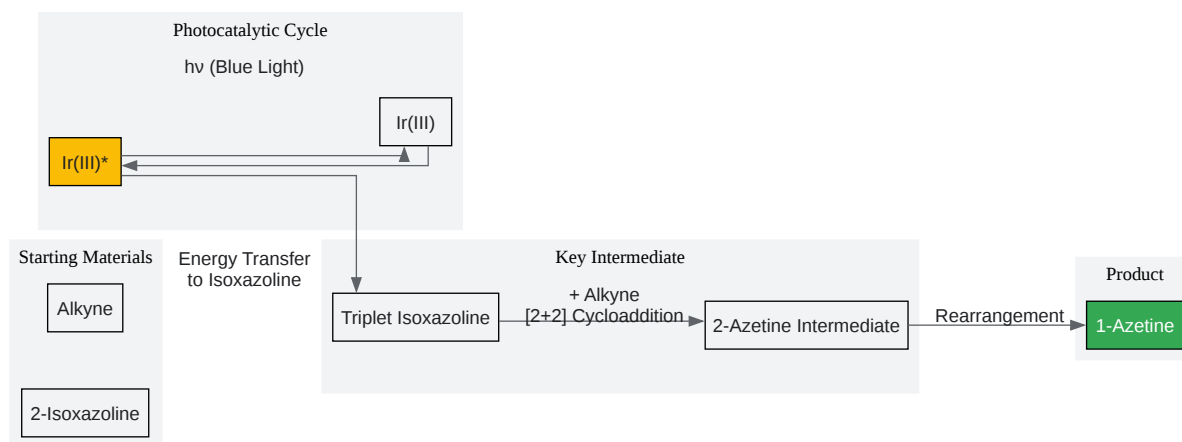 Photocatalytic Cycle
hν (Blue Light)
Ir(III)
Ir(III)*
Starting Materials
Alkyne
2-Isoxazoline
Energy Transfer
to Isoxazoline
Key Intermediate
Triplet Isoxazoline
+ Alkyne
[2+2] Cycloaddition
2-Azetine Intermediate
Rearrangement
Product
1-Azetine